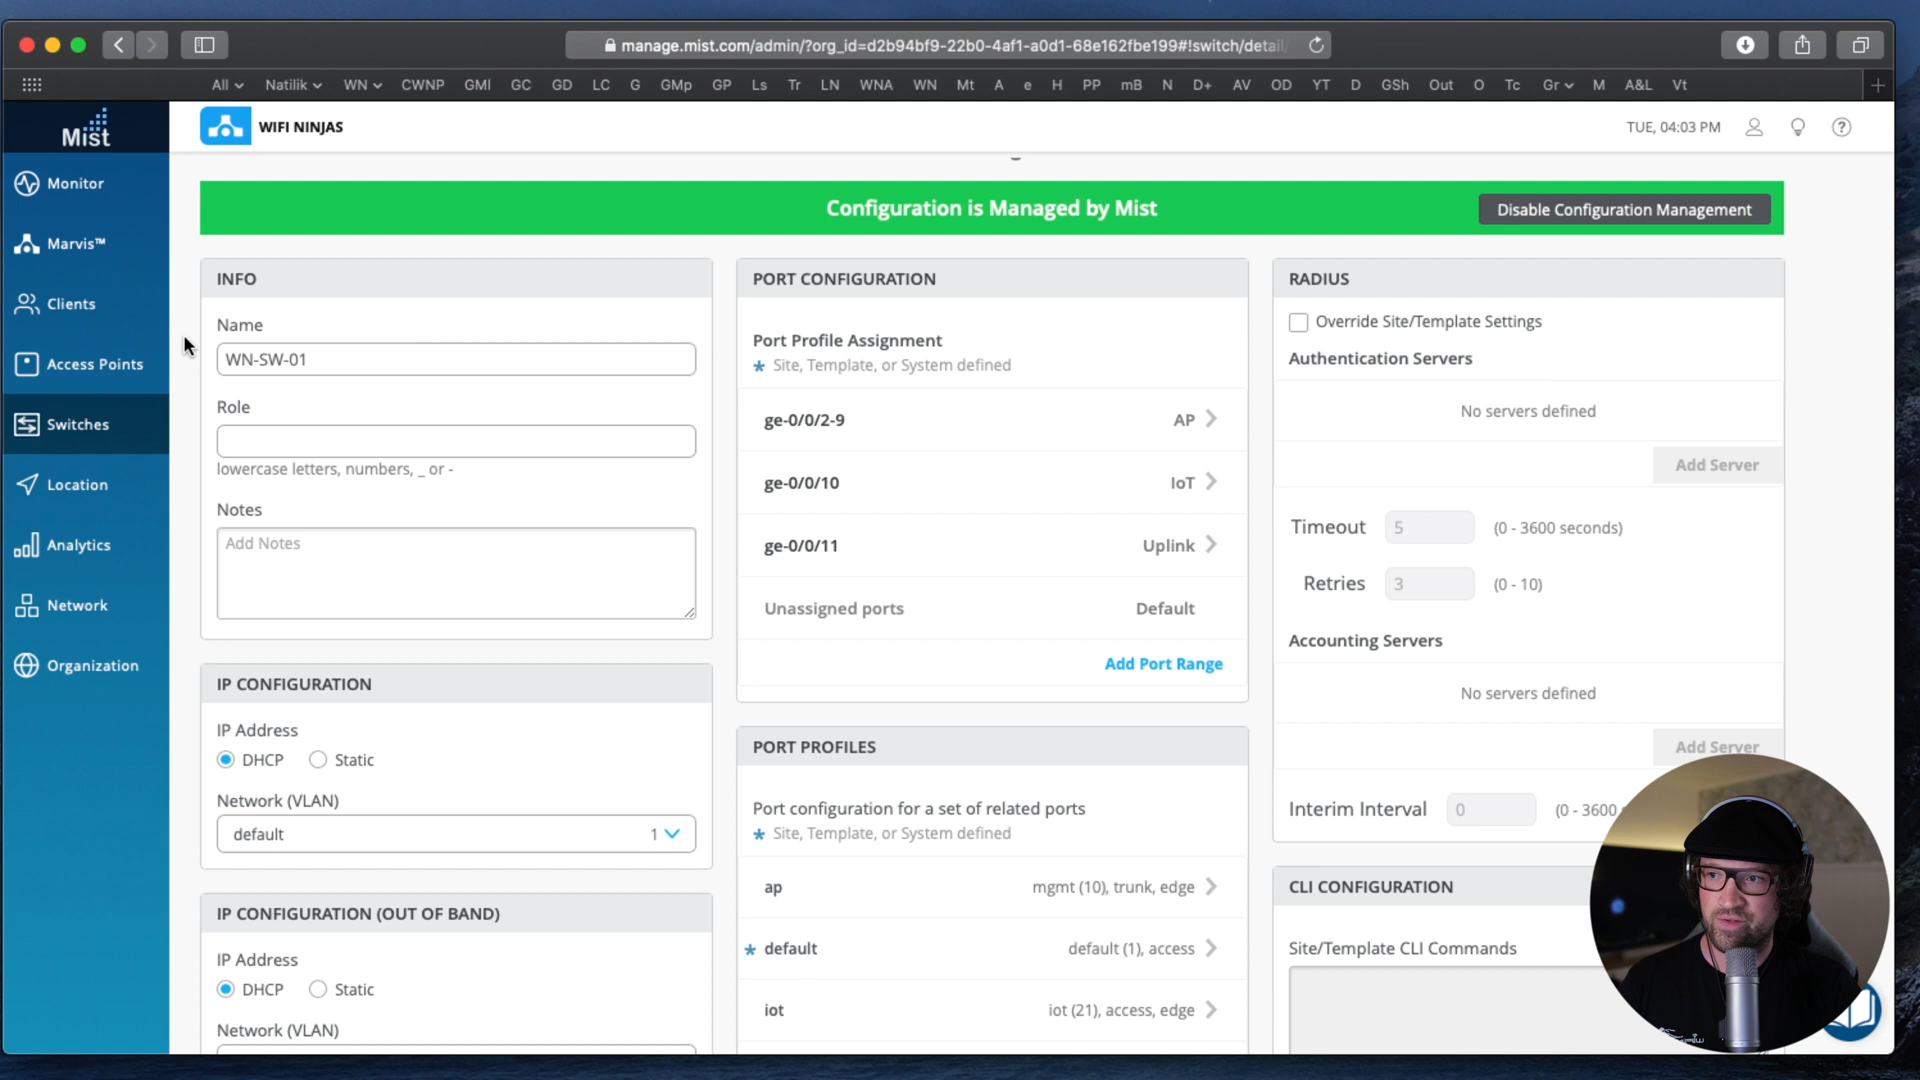 manage.mist.com/admin/?org_id=d2b94bf9-22b0-4af1-a0d1-68e162fbe199#!switch/detail
All Natilik WN CWNP GMI GC GD LC G GMp GP Ls Tr LN WNA WN Mt A e H PP mB N D+ AV OD YT D GSh Out O Tc Gr M A&L Vt
Mist
WIFI NINJAS
TUE, 04:03 PM
Monitor
Marvis™
Clients
Access Points
Switches
Location
Analytics
Network
Organization
Configuration is Managed by Mist
Disable Configuration Management
INFO
Name
WN-SW-01
Role
lowercase letters, numbers, _ or -
Notes
Add Notes
IP CONFIGURATION
IP Address
DHCP Static
Network (VLAN)
default 1
IP CONFIGURATION (OUT OF BAND)
IP Address
DHCP Static
Network (VLAN)
PORT CONFIGURATION
Port Profile Assignment
* Site, Template, or System defined
ge-0/0/2-9 AP
ge-0/0/10 IoT
ge-0/0/11 Uplink
Unassigned ports Default
Add Port Range
PORT PROFILES
Port configuration for a set of related ports
* Site, Template, or System defined
ap mgmt (10), trunk, edge
* default default (1), access
iot iot (21), access, edge
RADIUS
Override Site/Template Settings
Authentication Servers
No servers defined
Add Server
Timeout 5 (0 - 3600 seconds)
Retries 3 (0 - 10)
Accounting Servers
No servers defined
Add Server
Interim Interval 0 (0 - 3600
CLI CONFIGURATION
Site/Template CLI Commands